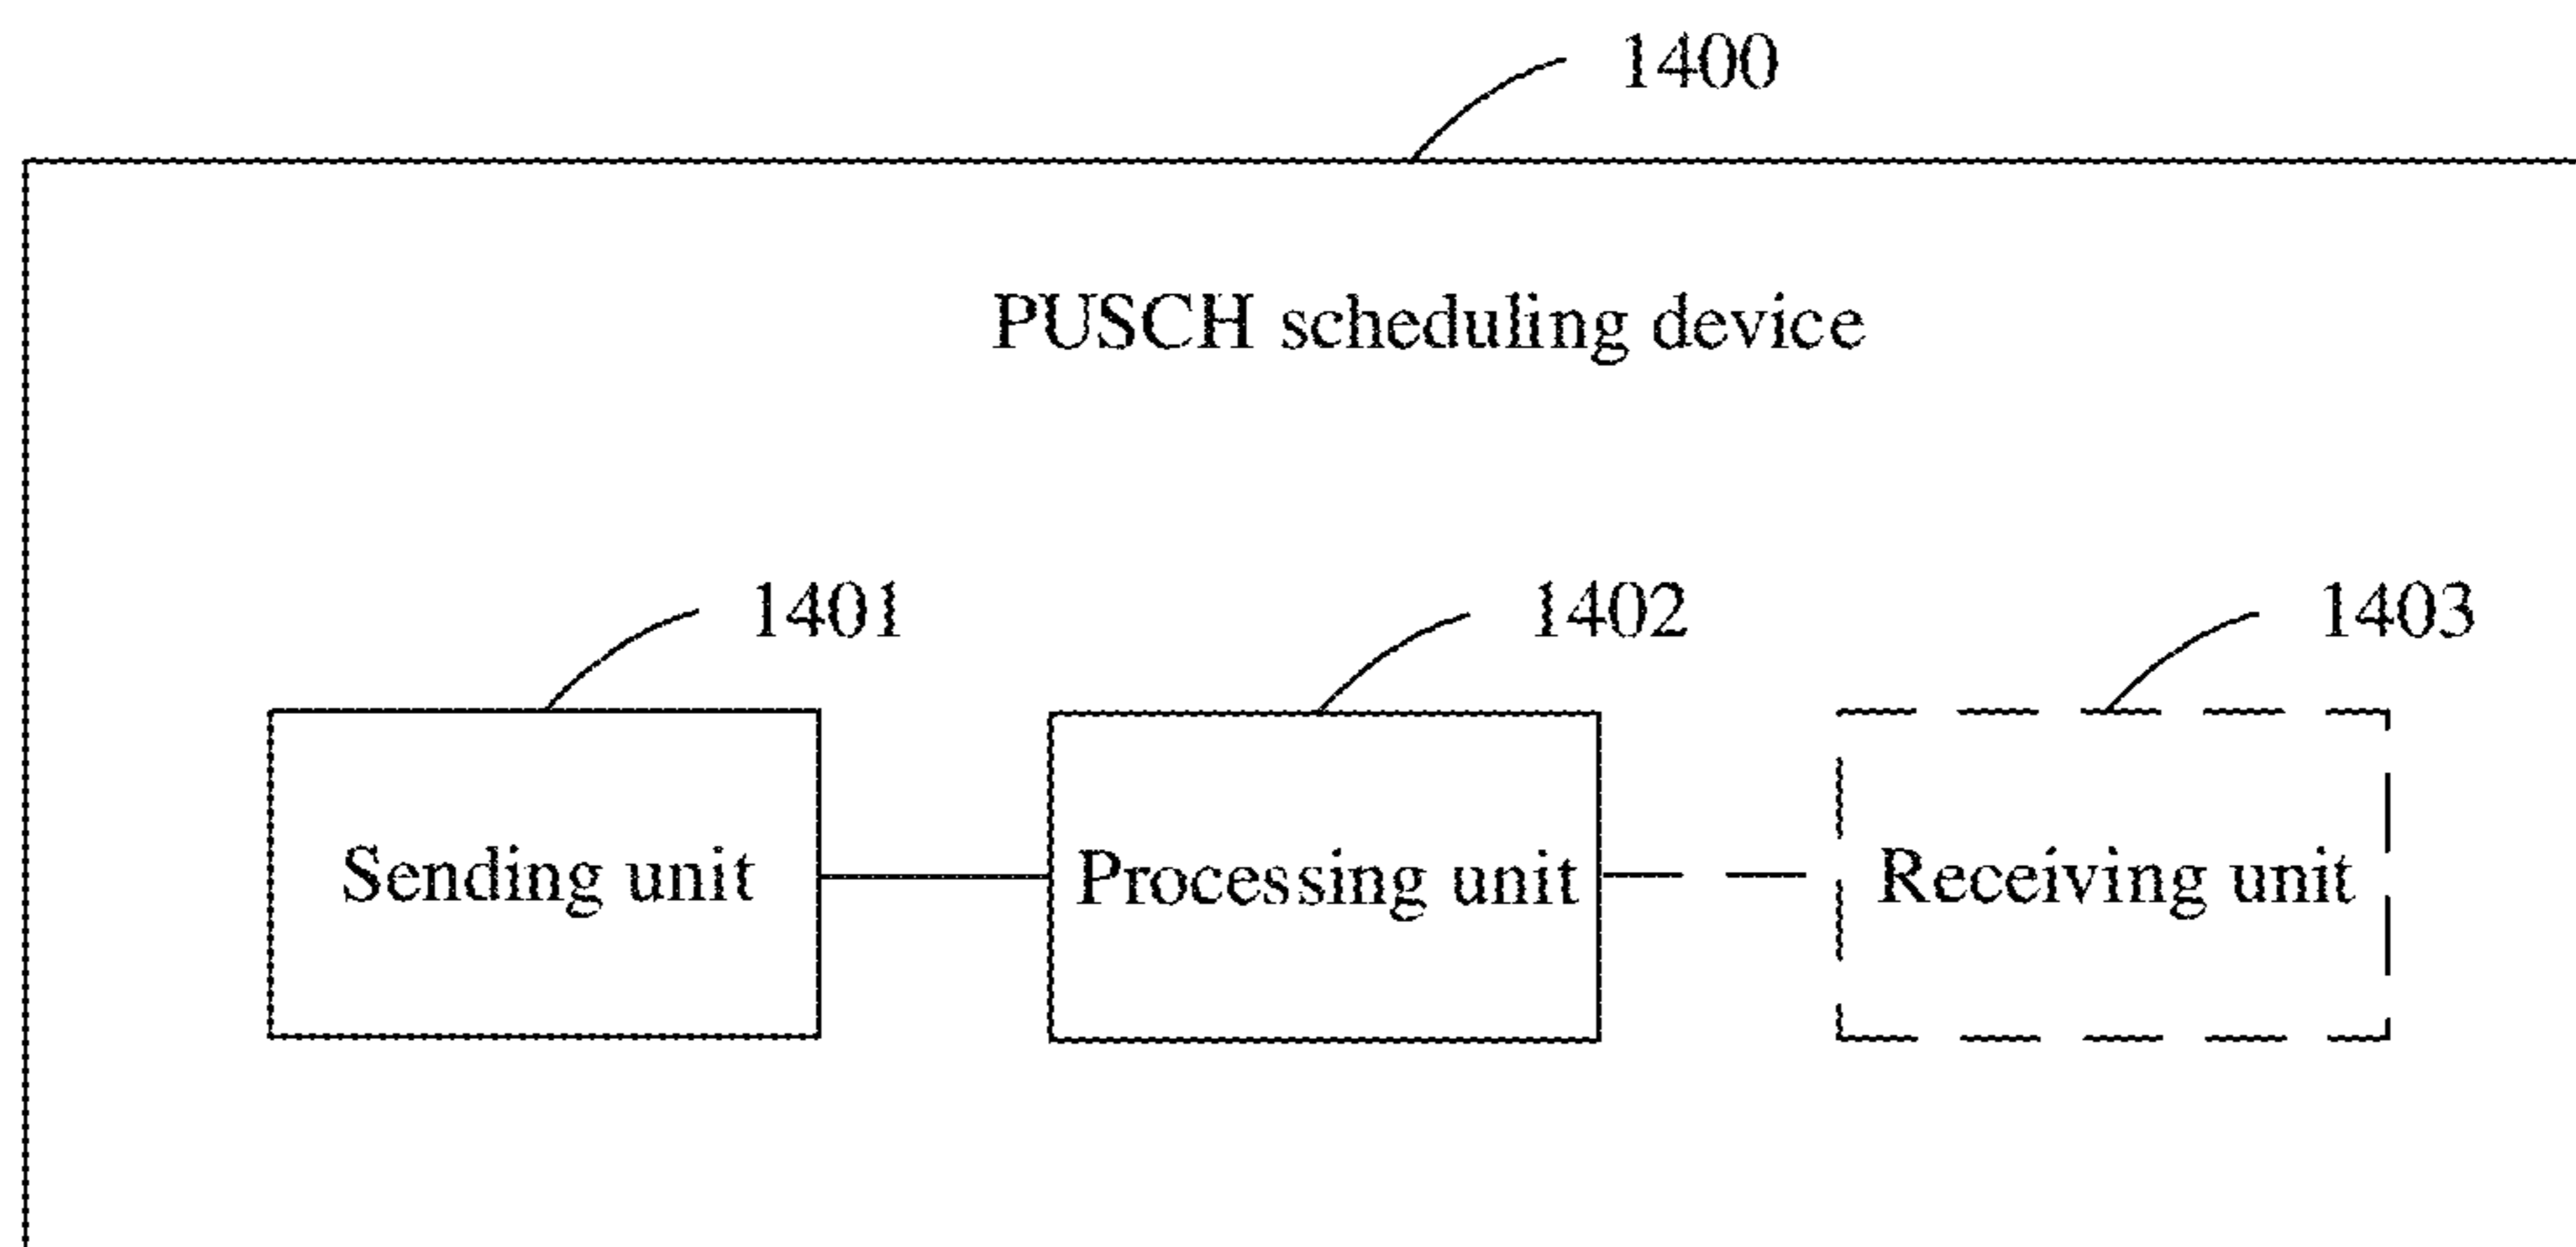 1400
PUSCH scheduling device
1401
1402
1403
Sending unit
Processing unit
Receiving unit